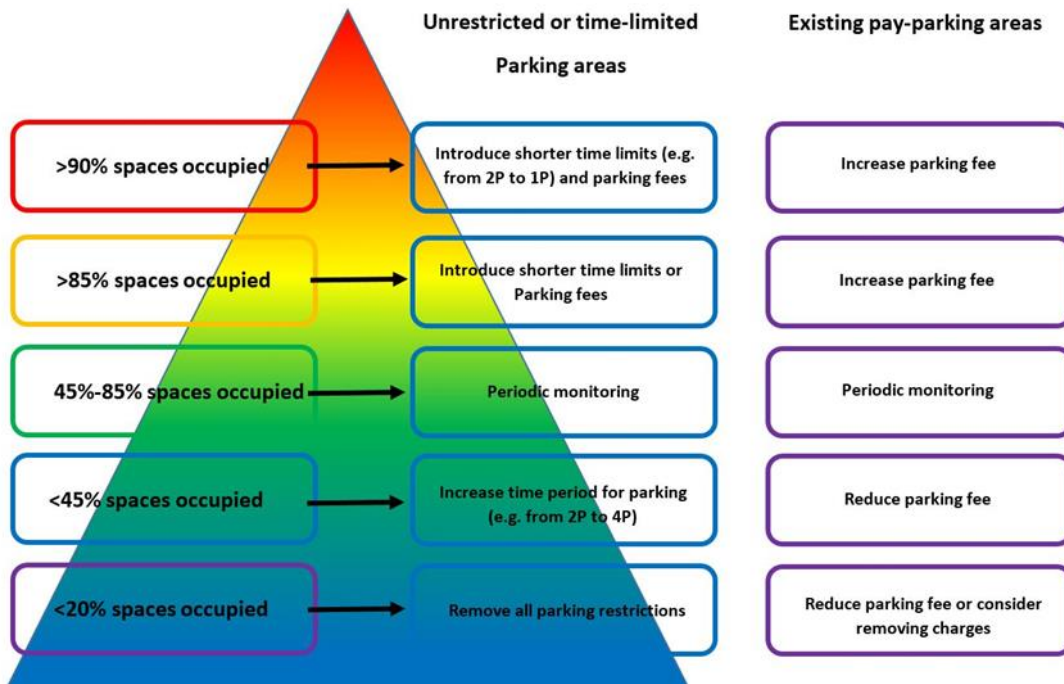 Unrestricted or time-limited
Parking areas
Existing pay-parking areas
>90% spaces occupied
Introduce shorter time limits (e.g.
from 2P to 1P) and parking fees
Increase parking fee
>85% spaces occupied
Introduce shorter time limits or
Parking fees
Increase parking fee
45%-85% spaces occupied
Periodic monitoring
Periodic monitoring
<45% spaces occupied
Increase time period for parking
(e.g. from 2P to 4P)
Reduce parking fee
<20% spaces occupied
Remove all parking restrictions
Reduce parking fee or consider
removing charges